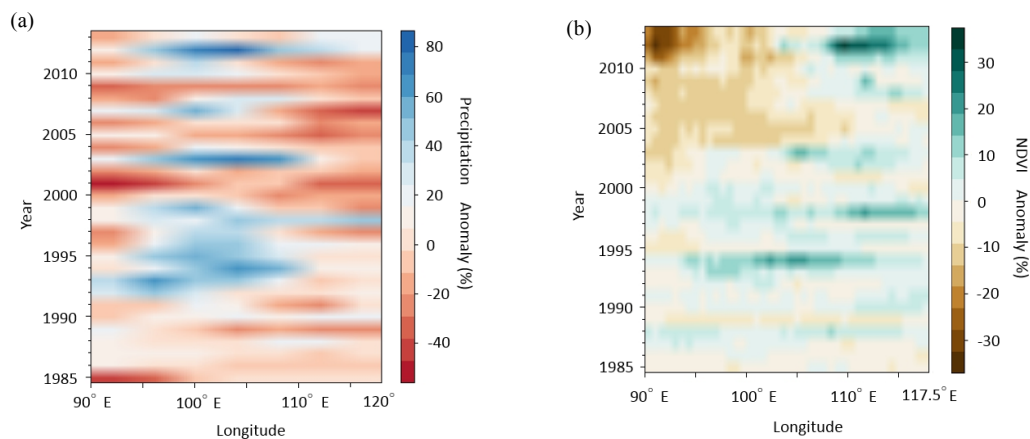 (a)
Year
2010
2005
2000
1995
1990
1985
90° E
100° E
110° E
120°
Longitude
80
60
40
20
0
-20
-40
Precipitation Anomaly (%)
(b)
Year
2010
2005
2000
1995
1990
1985
90° E
100° E
110° E
117.5° E
Longitude
30
20
10
0
-10
-20
-30
NDVI Anomaly (%)